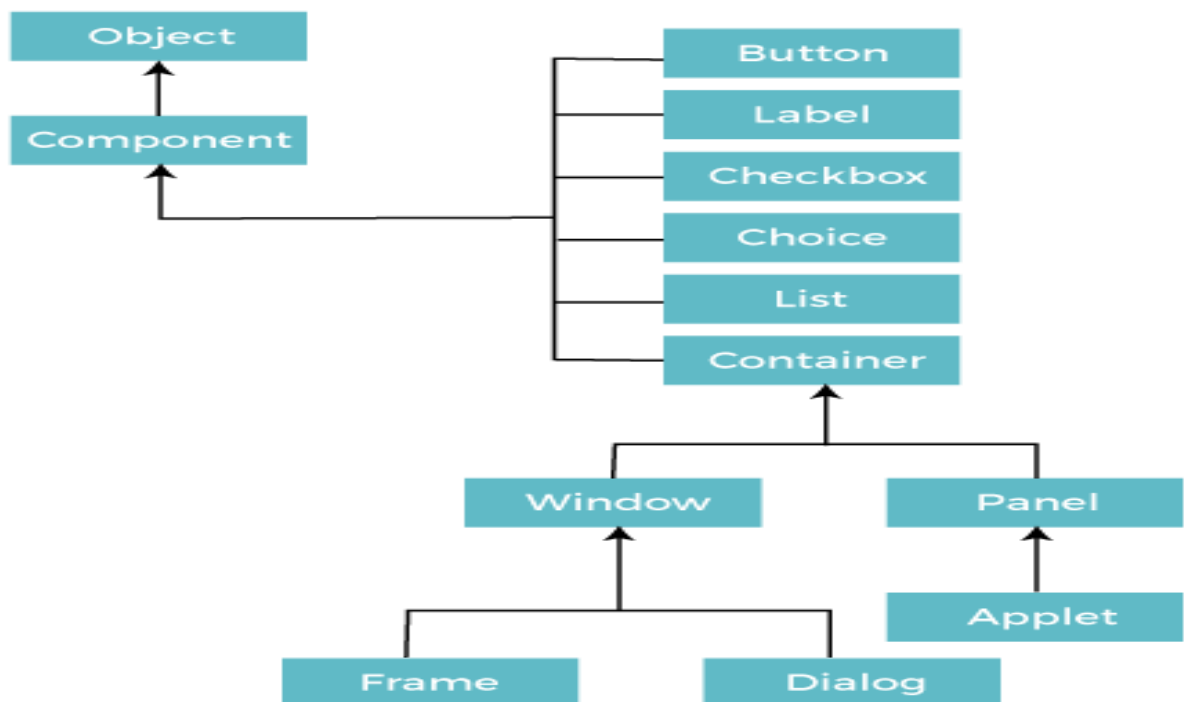 Object
Component
Button
Label
Checkbox
Choice
List
Container
Window
Panel
Applet
Frame
Dialog